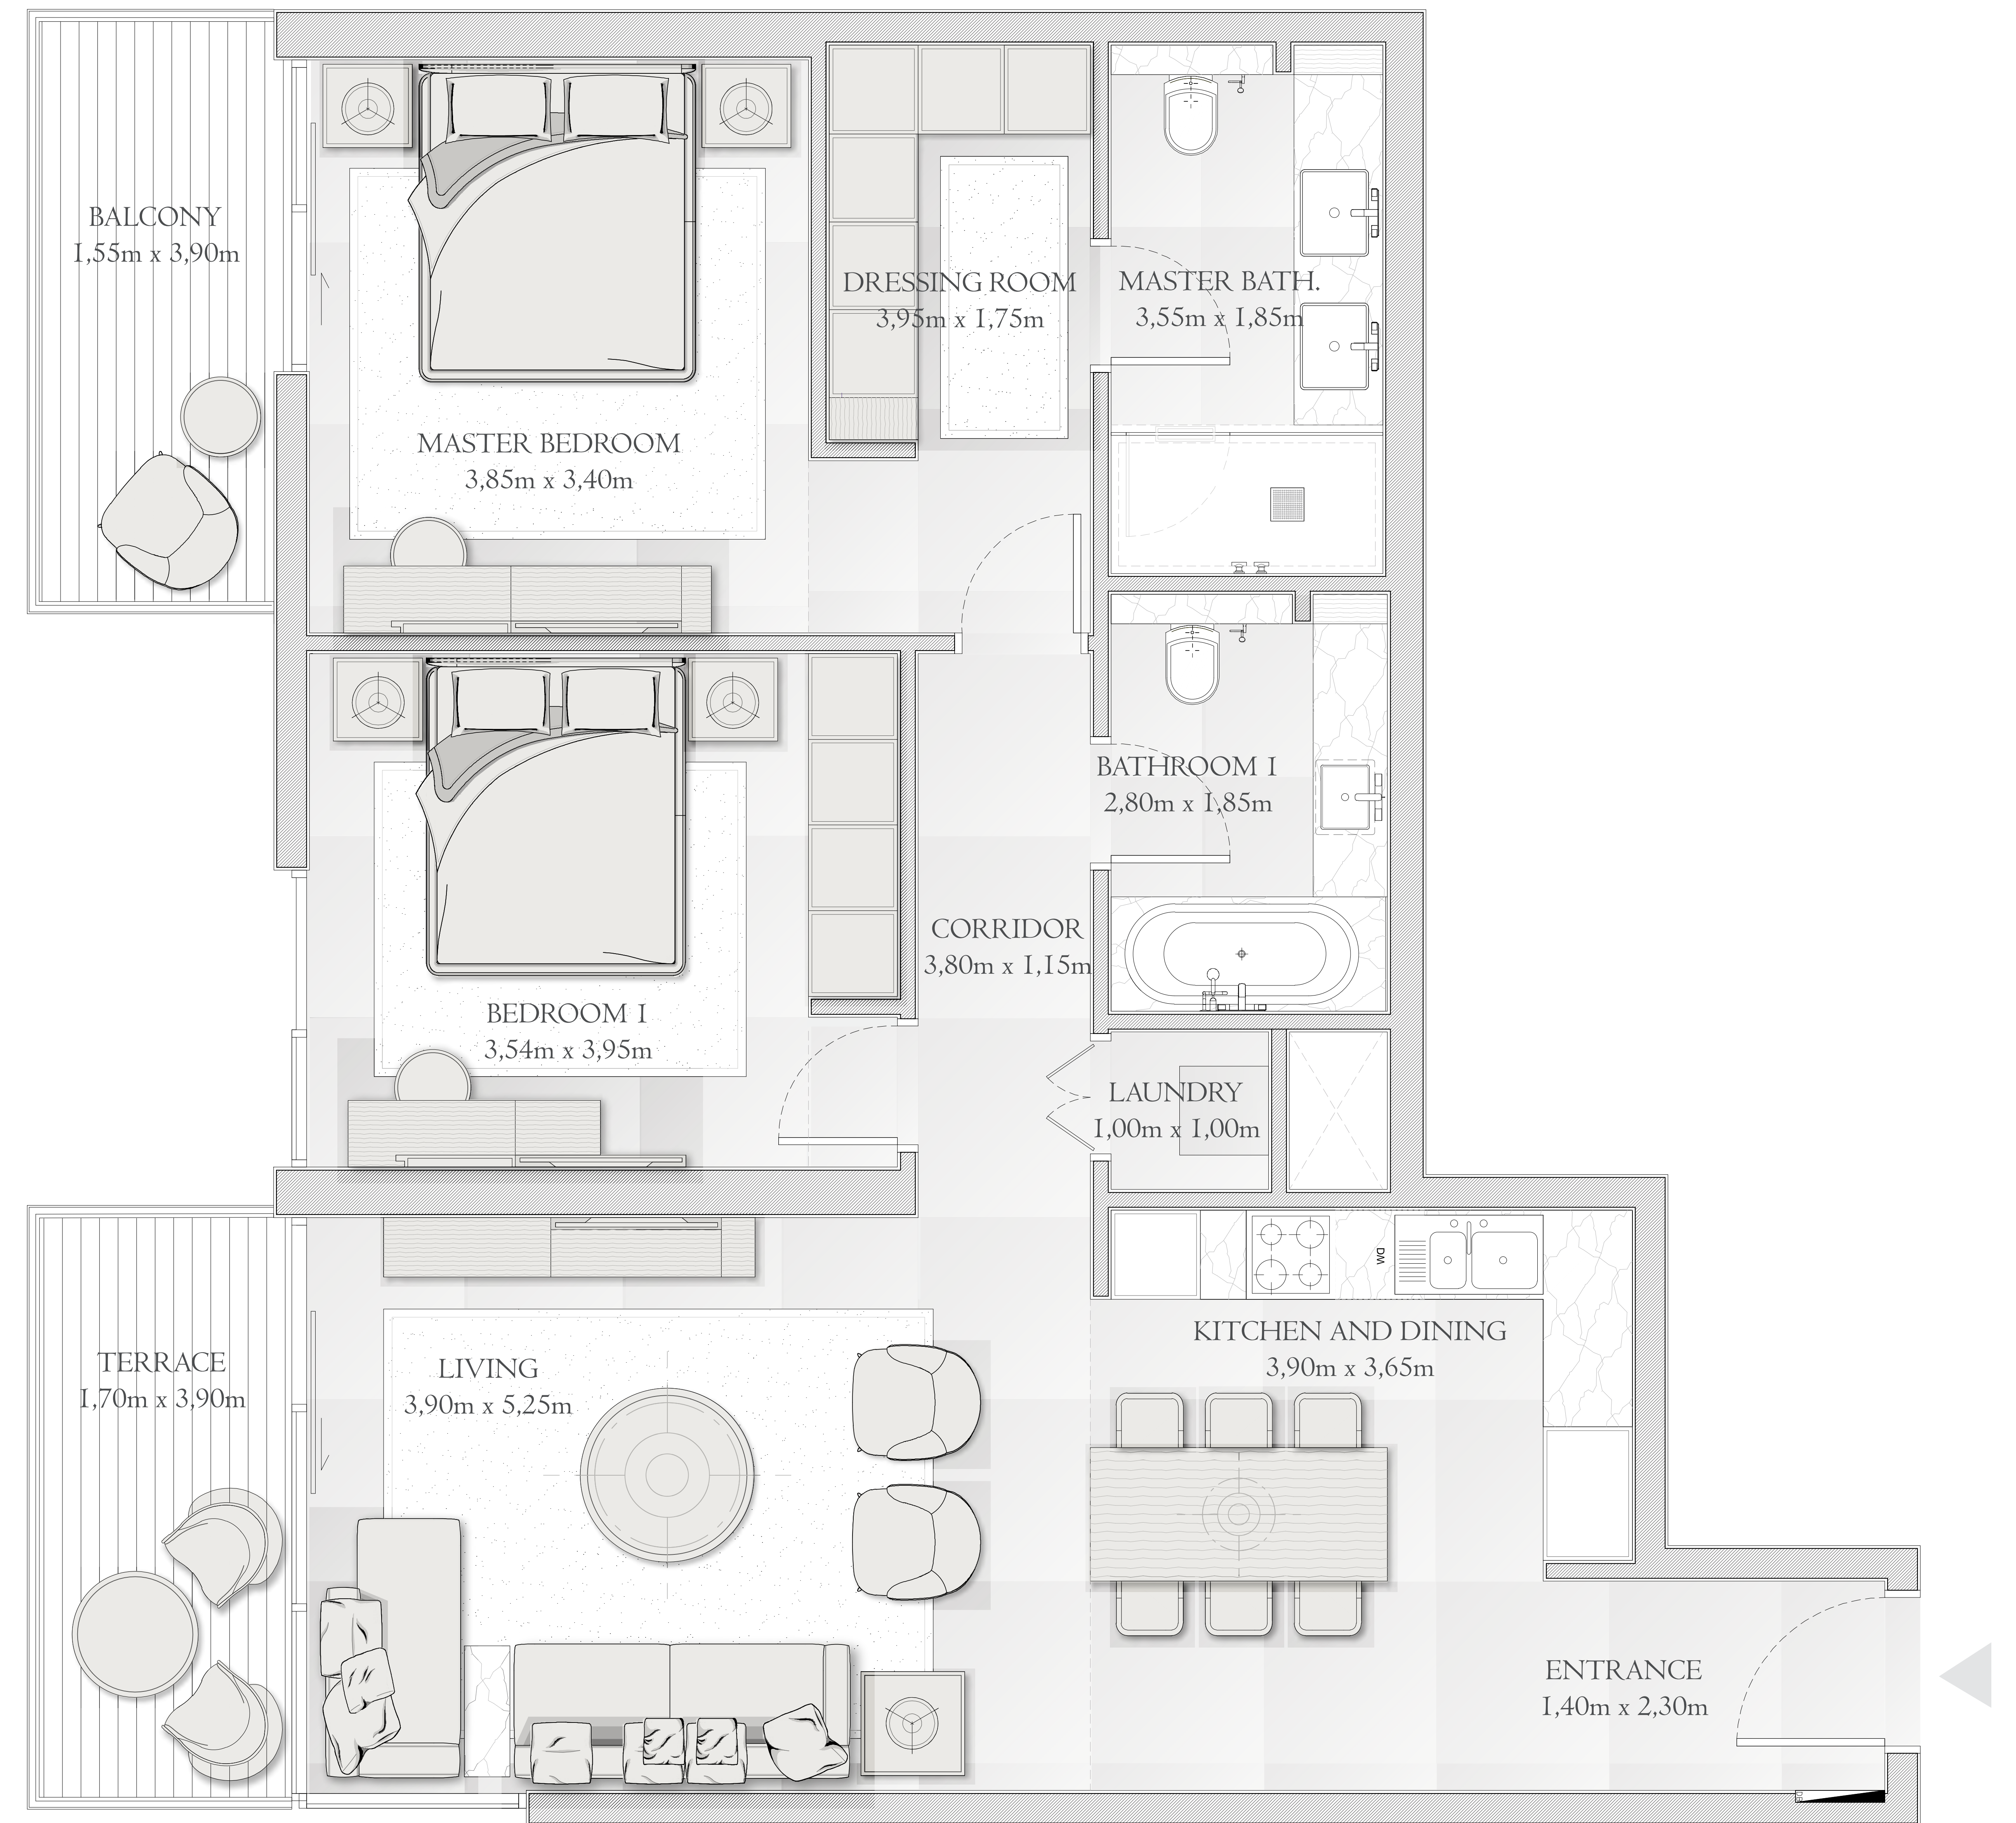 BALCONY
1,55m x 3,90m
DRESSING ROOM
3,95m x 1,75m
MASTER BATH.
3,55m x 1,85m
MASTER BEDROOM
3,85m x 3,40m
BATHROOM 1
2,80m x 1,85m
CORRIDOR
3,80m x 1,15m
BEDROOM 1
3,54m x 3,95m
LAUNDRY
1,00m x 1,00m
DW
KITCHEN AND DINING
3,90m x 3,65m
TERRACE
1,70m x 3,90m
LIVING
3,90m x 5,25m
ENTRANCE
1,40m x 2,30m